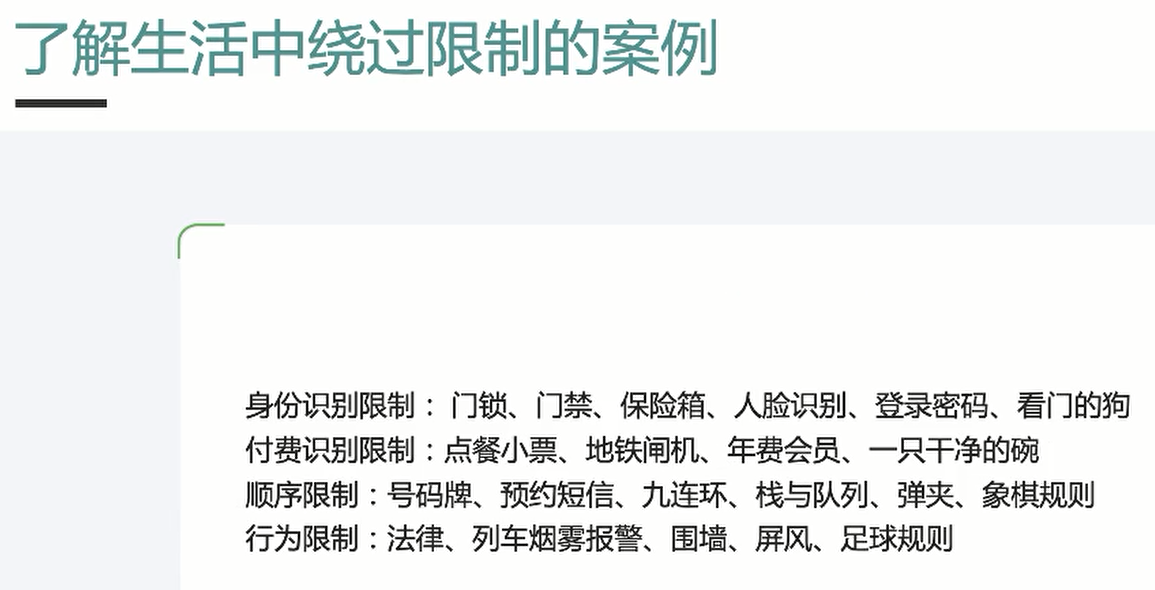 了解生活中绕过限制的案例
身份识别限制： 门锁、门禁、保险箱、人脸识别、登录密码、看门的狗
付费识别限制：点餐小票、地铁闸机、年费会员、一只干净的碗
顺序限制：号码牌、预约短信、九连环、栈与队列、弹夹、象棋规则
行为限制：法律、列车烟雾报警、围墙、屏风、足球规则